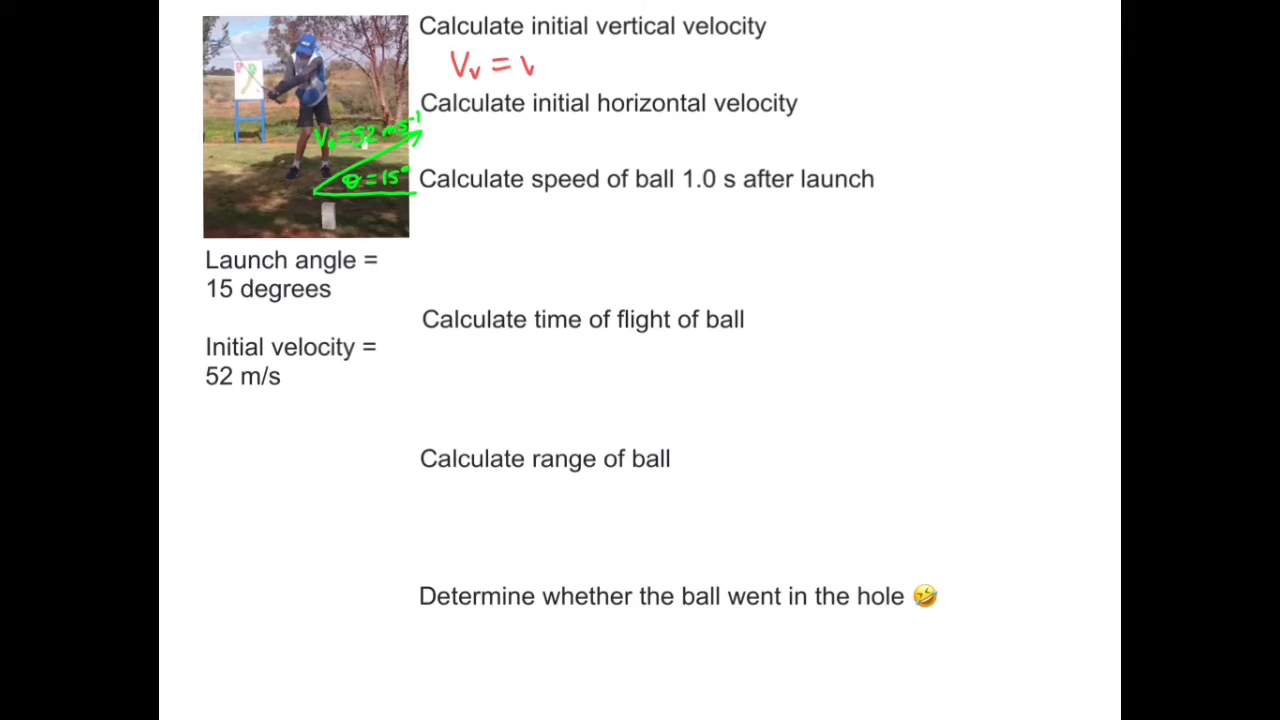 Calculate initial vertical velocity
Vᵥ = v
Calculate initial horizontal velocity
V₀ = 52 ms⁻¹
θ = 15°
Calculate speed of ball 1.0 s after launch
Launch angle =
15 degrees
Calculate time of flight of ball
Initial velocity =
52 m/s
Calculate range of ball
Determine whether the ball went in the hole 🤣